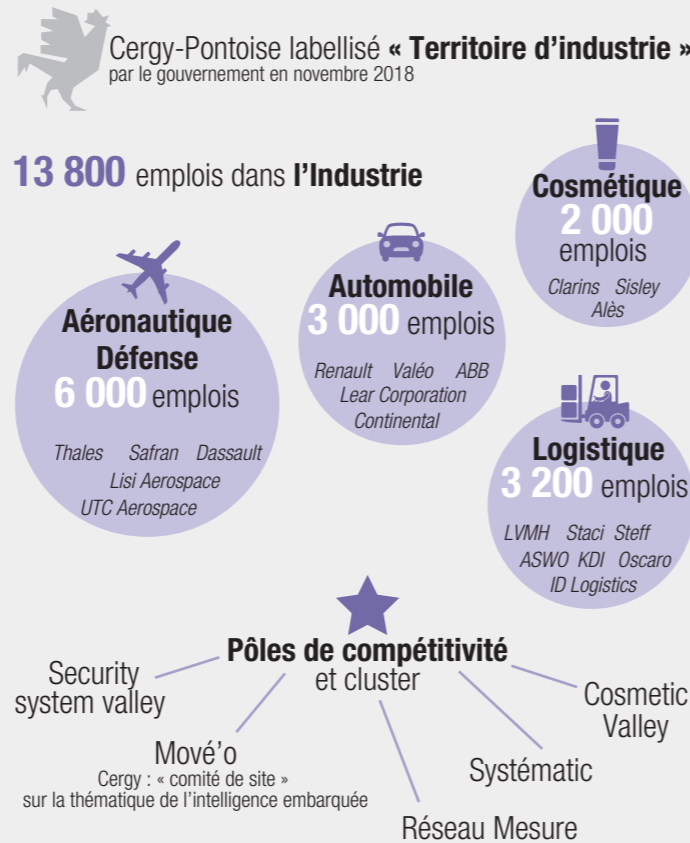 Cergy-Pontoise labellisé « Territoire d’industrie »
par le gouvernement en novembre 2018
13 800 emplois dans l’Industrie
Cosmétique
2 000
emplois
Clarins Sisley
Alès
Automobile
3 000 emplois
Renault Valéo ABB
Lear Corporation
Continental
Aéronautique
Défense
6 000 emplois
Thales Safran Dassault
Lisi Aerospace
UTC Aerospace
Logistique
3 200 emplois
LVMH Staci Steff
ASWO KDI Oscaro
ID Logistics
Pôles de compétitivité
et cluster
Security
system valley
Mové’o
Cergy : « comité de site »
sur la thématique de l’intelligence embarquée
Réseau Mesure
Systématic
Cosmetic
Valley